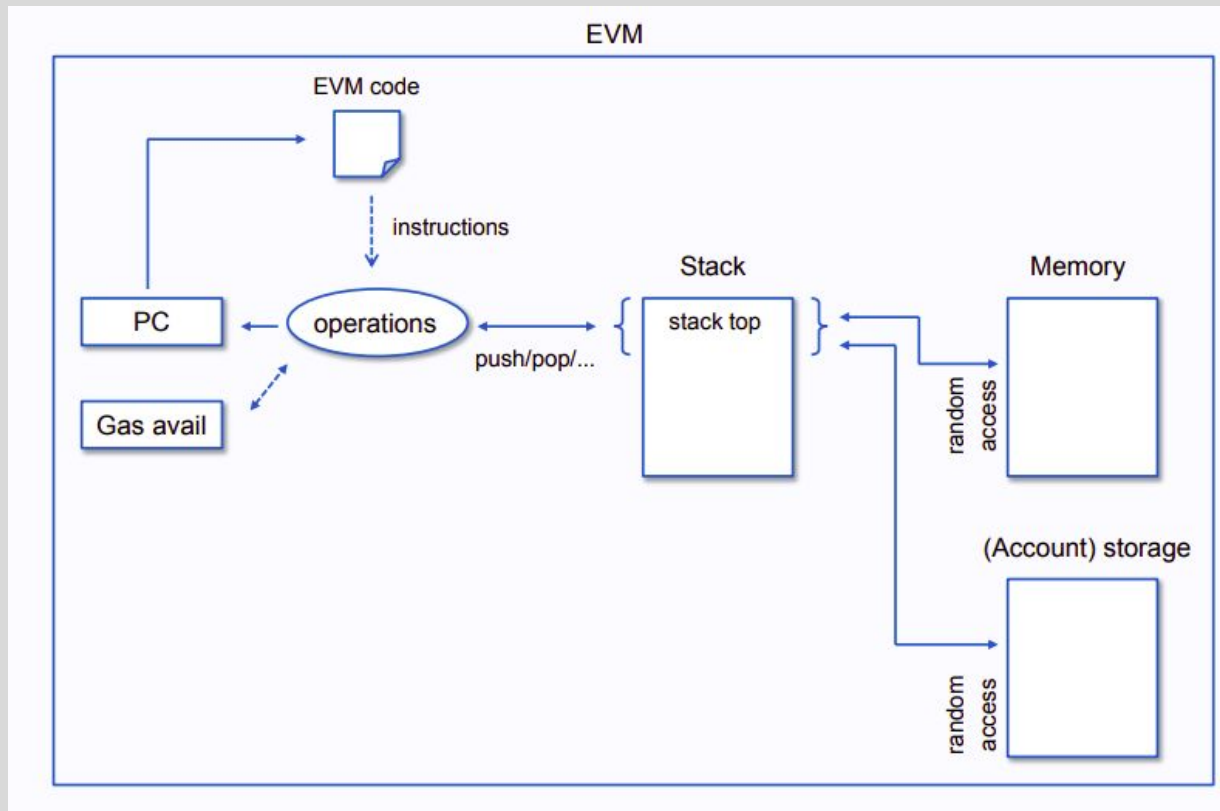 EVM
EVM code
instructions
Stack
Memory
PC
operations
stack top
push/pop/...
random
access
Gas avail
(Account) storage
random
access